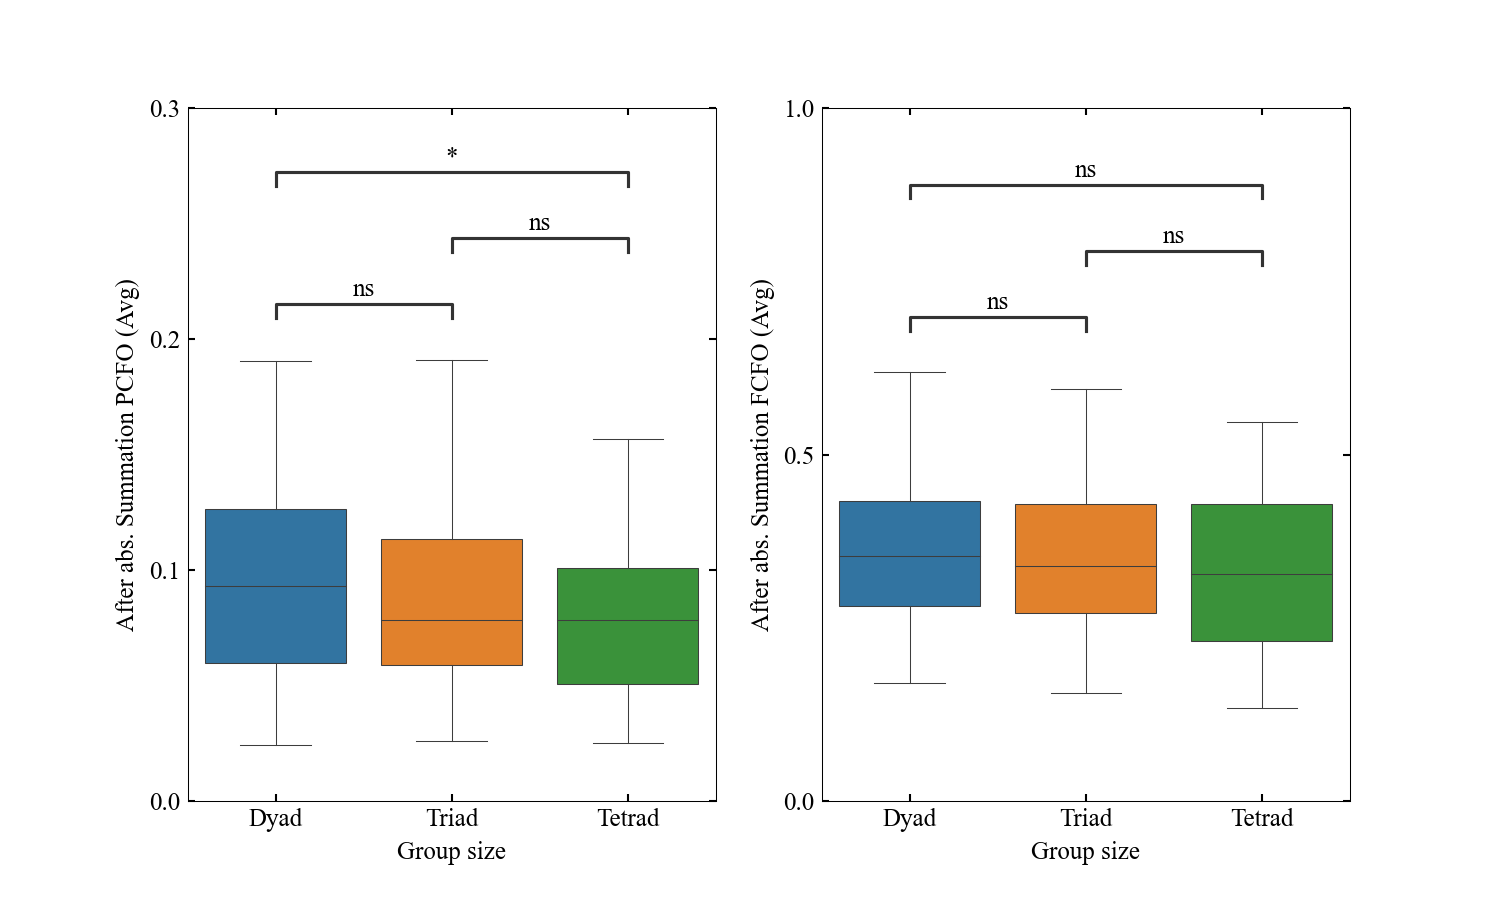 0.3
0.2
0.1
0.0
After abs. Summation PCFO (Avg)
*
ns
ns
Dyad
Triad
Tetrad
Group size
1.0
0.5
0.0
After abs. Summation FCFO (Avg)
ns
ns
ns
Dyad
Triad
Tetrad
Group size